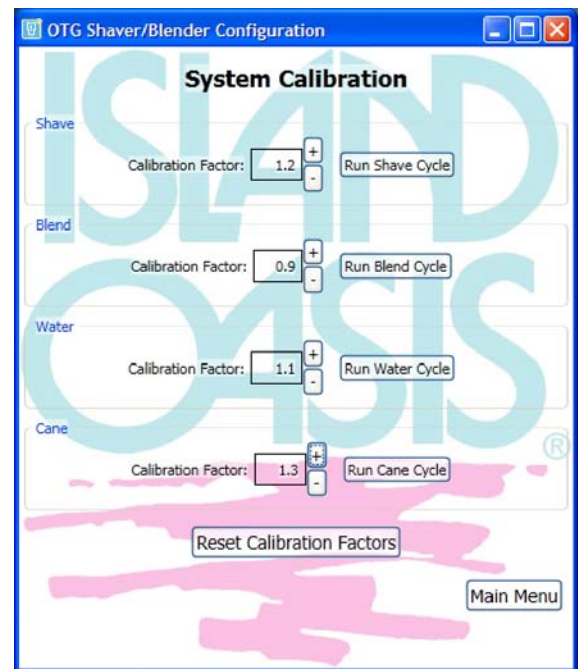 OTG Shaver/Blender Configuration
System Calibration
Shave
Calibration Factor: 1.2 + - Run Shave Cycle
Blend
Calibration Factor: 0.9 + - Run Blend Cycle
Water
Calibration Factor: 1.1 + - Run Water Cycle
Cane
Calibration Factor: 1.3 + - Run Cane Cycle
Reset Calibration Factors
Main Menu
ISLAND
OASIS ®